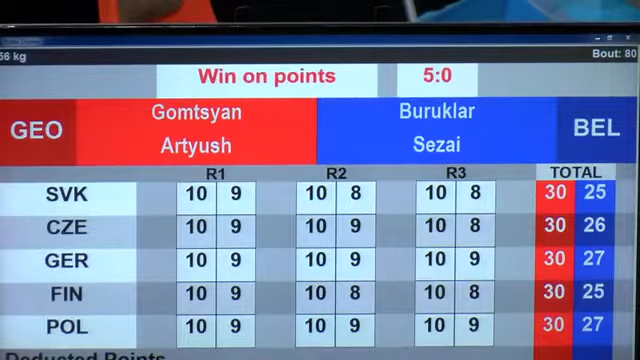 56 kg Bout: 80
Win on points 5:0
GEO Gomtsyan Artyush Buruklar Sezai BEL
R1 R2 R3 TOTAL
SVK 10 9 10 8 10 8 30 25
CZE 10 9 10 9 10 8 30 26
GER 10 9 10 9 10 9 30 27
FIN 10 9 10 8 10 8 30 25
POL 10 9 10 9 10 9 30 27
Deducted Points